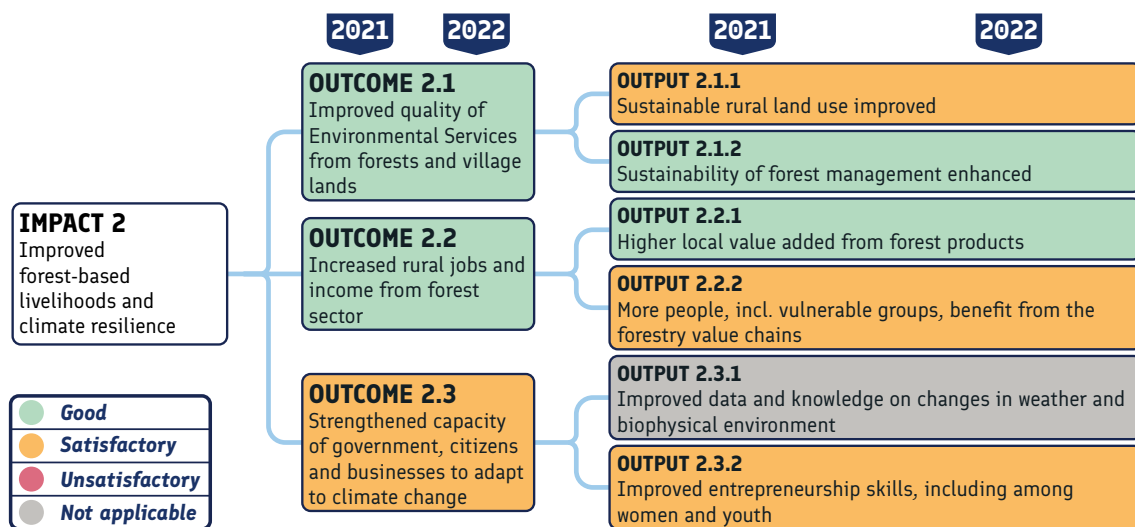 2021
2022
2021
2022
IMPACT 2
Improved
forest-based
livelihoods and
climate resilience
OUTCOME 2.1
Improved quality of
Environmental Services
from forests and village
lands
OUTCOME 2.2
Increased rural jobs and
income from forest
sector
OUTCOME 2.3
Strengthened capacity
of government, citizens
and businesses to adapt
to climate change
OUTPUT 2.1.1
Sustainable rural land use improved
OUTPUT 2.1.2
Sustainability of forest management enhanced
OUTPUT 2.2.1
Higher local value added from forest products
OUTPUT 2.2.2
More people, incl. vulnerable groups, benefit from the
forestry value chains
OUTPUT 2.3.1
Improved data and knowledge on changes in weather and
biophysical environment
OUTPUT 2.3.2
Improved entrepreneurship skills, including among
women and youth
Good
Satisfactory
Unsatisfactory
Not applicable